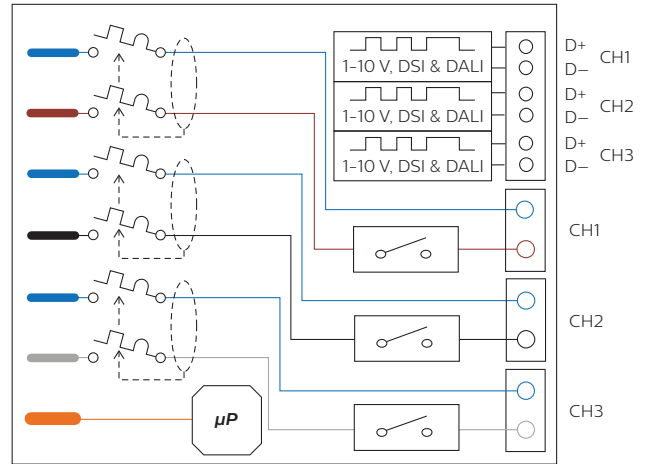 1-10 V, DSI & DALI
D+
D–
CH1
1-10 V, DSI & DALI
D+
D–
CH2
1-10 V, DSI & DALI
D+
D–
CH3
CH1
CH2
CH3
µP